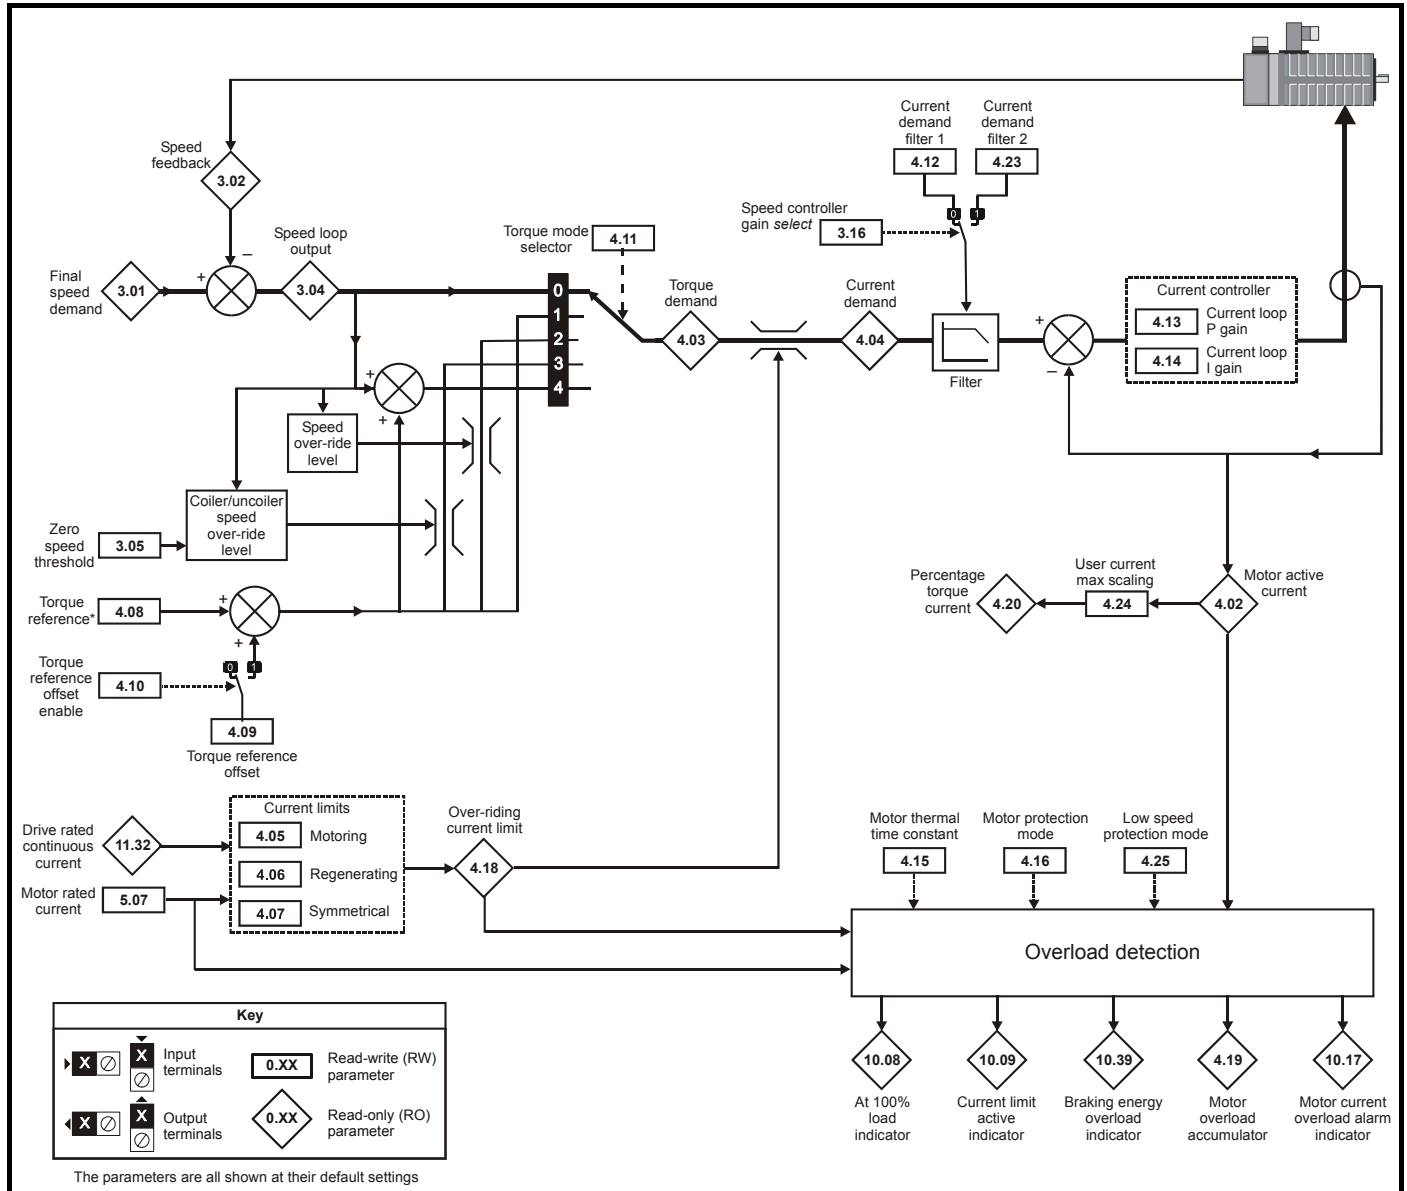 Current
demand
filter 1
4.12
Current
demand
filter 2
4.23
Speed
feedback
3.02
Speed controller
gain select
3.16
0
1
Torque mode
selector
4.11
Final
speed
demand
3.01
+
−
Speed loop
output
3.04
0
1
2
3
4
Torque
demand
4.03
Current
demand
4.04
Filter
+
−
Current controller
4.13
Current loop
P gain
4.14
Current loop
I gain
+
+
Speed
over-ride
level
Coiler/uncoiler
speed
over-ride
level
Zero
speed
threshold
3.05
Torque
reference*
4.08
+
+
Torque
reference
offset
enable
4.10
0
1
4.09
Torque reference
offset
Percentage
torque
current
4.20
User current
max scaling
4.24
Motor active
current
4.02
Drive rated
continuous
current
11.32
Motor rated
current
5.07
Current limits
4.05
Motoring
4.06
Regenerating
4.07
Symmetrical
Over-riding
current limit
4.18
Motor thermal
time constant
4.15
Motor protection
mode
4.16
Low speed
protection mode
4.25
Overload detection
10.08
At 100%
load
indicator
10.09
Current limit
active
indicator
10.39
Braking energy
overload
indicator
4.19
Motor
overload
accumulator
10.17
Motor current
overload alarm
indicator
Key
X
X
Input
terminals
0.XX
Read-write (RW)
parameter
X
X
Output
terminals
0.XX
Read-only (RO)
parameter
The parameters are all shown at their default settings